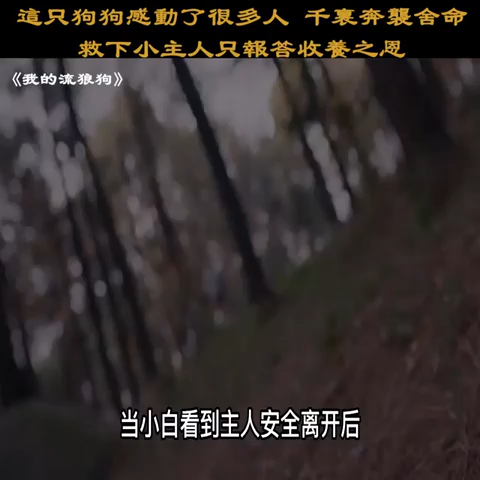 這只狗狗感動了很多人 千裏奔襲舍命
救下小主人只報答收養之恩
《我的流狼狗》
当小白看到主人安全离开后